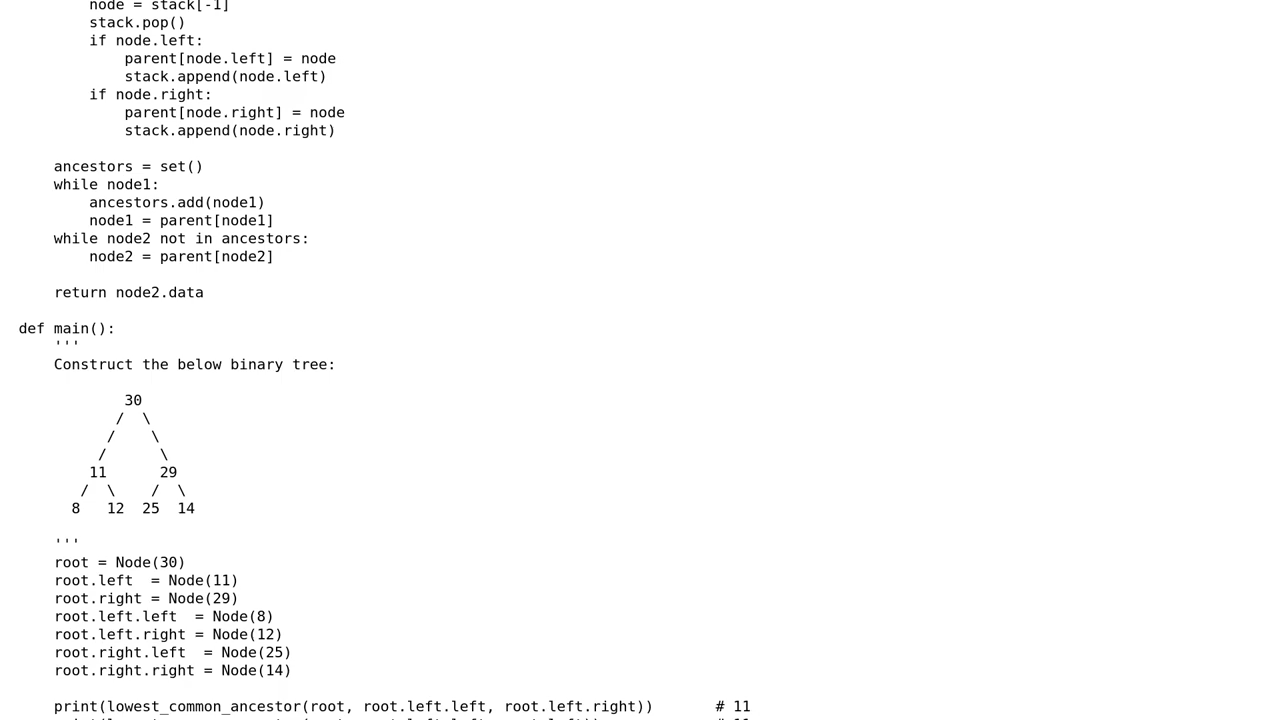 node = stack[-1]
        stack.pop()
        if node.left:
            parent[node.left] = node
            stack.append(node.left)
        if node.right:
            parent[node.right] = node
            stack.append(node.right)

    ancestors = set()
    while node1:
        ancestors.add(node1)
        node1 = parent[node1]
    while node2 not in ancestors:
        node2 = parent[node2]

    return node2.data

def main():
    '''
    Construct the below binary tree:

            30
           /  \
          /    \
         /      \
        11      29
       /  \    /  \
      8   12  25  14

    '''
    root = Node(30)
    root.left  = Node(11)
    root.right = Node(29)
    root.left.left  = Node(8)
    root.left.right = Node(12)
    root.right.left  = Node(25)
    root.right.right = Node(14)

    print(lowest_common_ancestor(root, root.left.left, root.left.right))       # 11